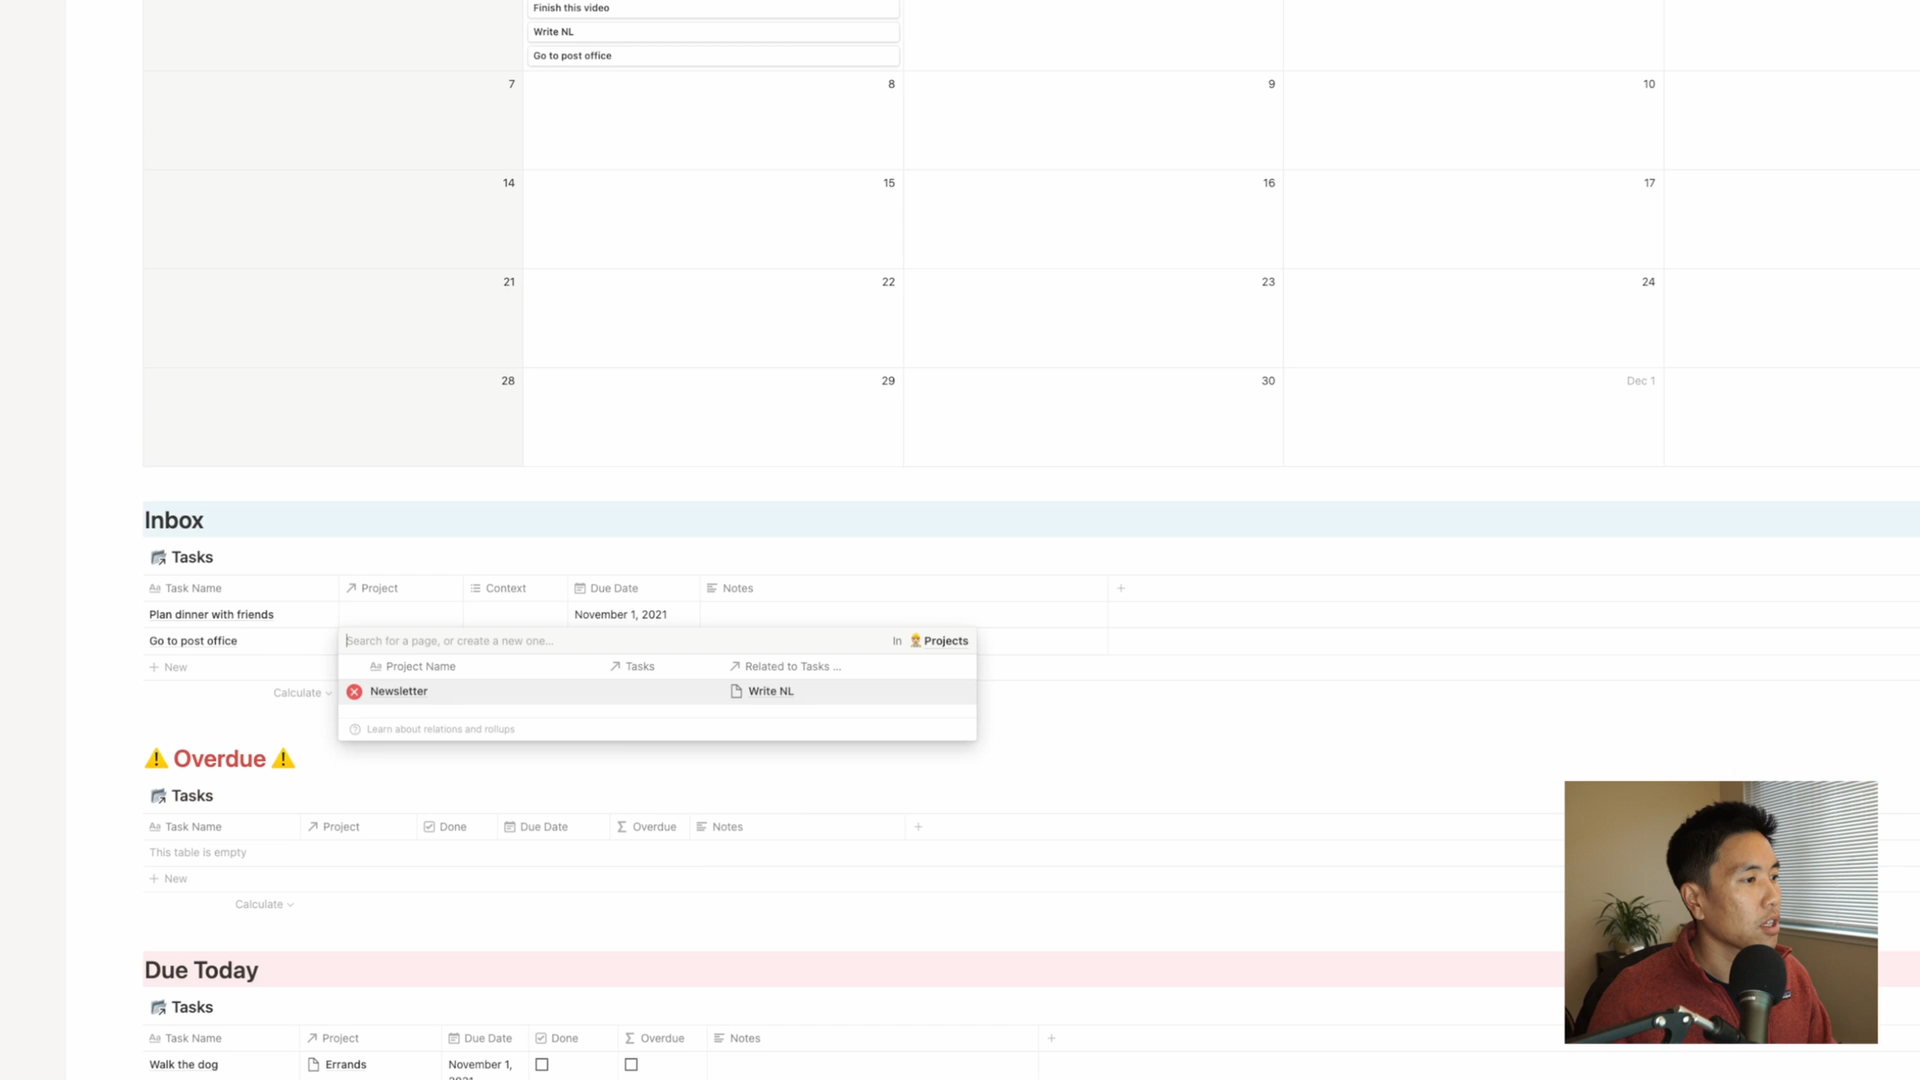 Finish this video
Write NL
Go to post office
7 8 9 10
14 15 16 17
21 22 23 24
28 29 30 Dec 1
Inbox
Tasks
Task Name Project Context Due Date Notes
Plan dinner with friends November 1, 2021
Go to post office
New
Calculate
Search for a page, or create a new one... In Projects
Project Name Tasks Related to Tasks ...
Newsletter Write NL
Learn about relations and rollups
Overdue
Tasks
Task Name Project Done Due Date Overdue Notes
This table is empty
New
Calculate
Due Today
Tasks
Task Name Project Due Date Done Overdue Notes
Walk the dog Errands November 1,